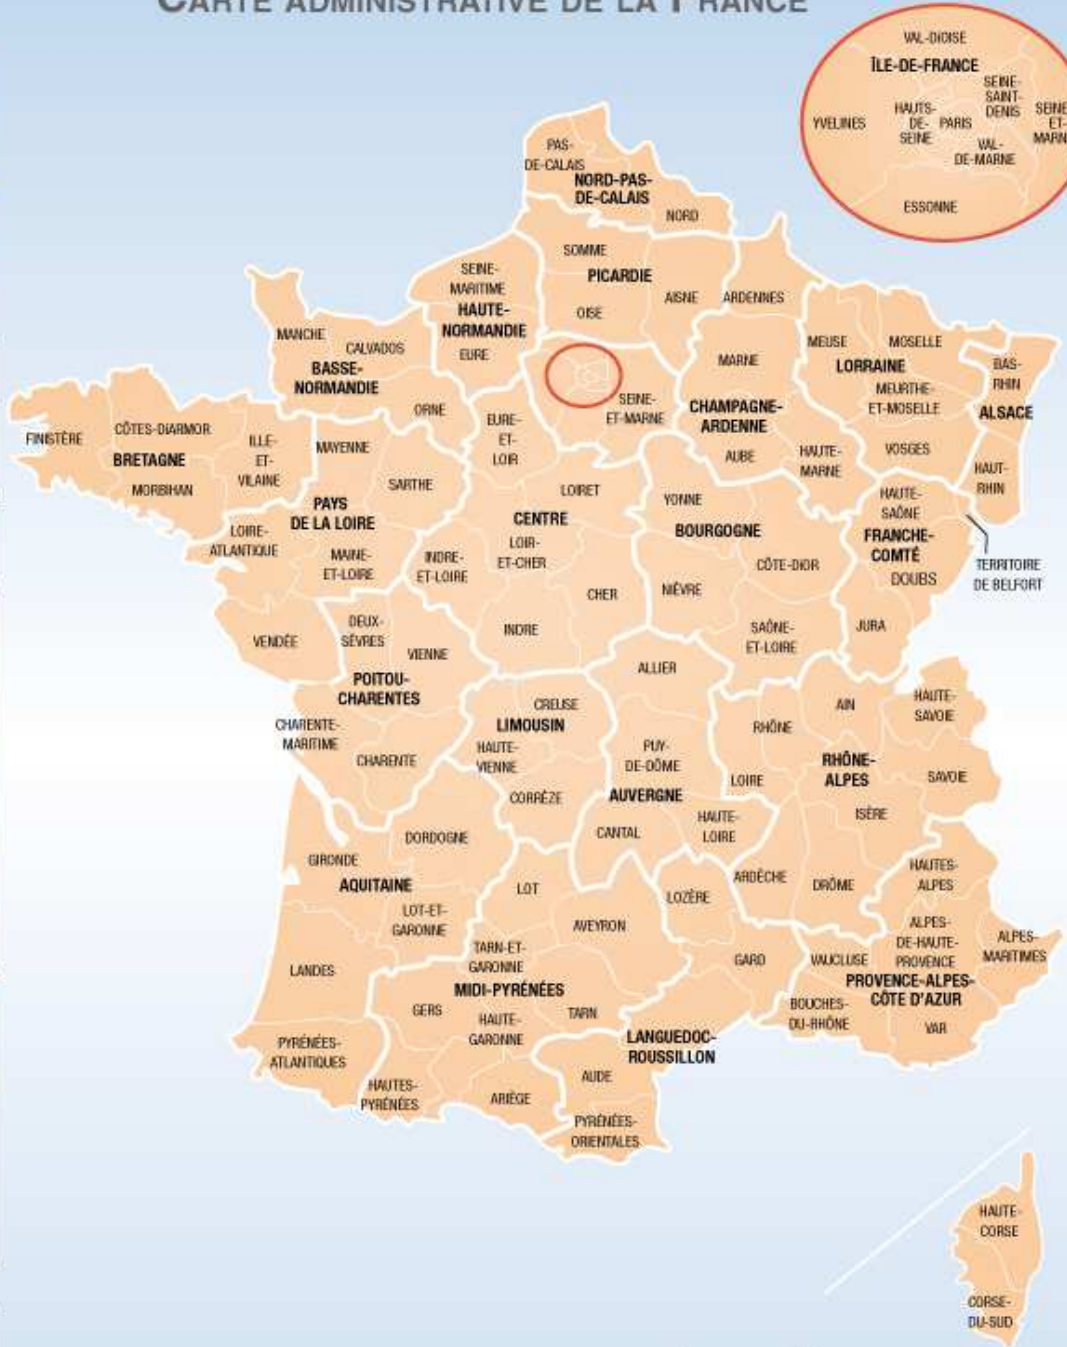 CARTE ADMINISTRATIVE DE LA FRANCE
VAL-DIOISE
ÎLE-DE-FRANCE
SEINE-
SAINT-
DENIS
HAUTS-
DE-
SEINE
PARIS
YVELINES
SEINE
ET-
MARN
VAL-
DE-MARNE
ESSONNE
PAS-
DE-CALAIS
NORD-PAS-
DE-CALAIS
NORD
SOMME
PICARDIE
AISNE
OISE
ARDENNES
SEINE-
MARITIME
HAUTE-
NORMANDIE
EURE
MANCHE
CALVADOS
BASSE-
NORMANDIE
ORNE
MEUSE
MOSELLE
LORRAINE
MEURTHE-
ET-MOSELLE
VOSGES
BAS-
RHIN
ALSACE
HAUT-
RHIN
MARNE
CHAMPAGNE-
ARDENNE
AUBE
HAUTE-
MARNE
SEINE-
ET-MARNE
FINISTÈRE
CÔTES-DIARMOR
BRETAGNE
MORBIHAN
ILLE-
ET-
VILAINE
MAYENNE
SARTHE
PAYS
DE LA LOIRE
LOIRE-
ATLANTIQUE
MAINE-
ET-LOIRE
VENDÉE
EURE-
ET-
LOIR
LOIRET
CENTRE
LOIR-
ET-CHER
INDRE-
ET-LOIRE
CHER
INDRE
YONNE
BOURGOGNE
CÔTE-DIOR
NIÈVRE
SAÔNE-
ET-LOIRE
HAUTE-
SAÔNE
FRANCHE-
COMTÉ
DOUBS
JURA
TERRITOIRE
DE BELFORT
DEUX-
SÈVRES
VIENNE
POITOU-
CHARENTES
CHARENTE-
MARITIME
CHARENTE
CREUSE
LIMOUSIN
HAUTE-
VIENNE
CORRÈZE
ALLIER
PUY-
DE-DÔME
AUVERGNE
CANTAL
HAUTE-
LOIRE
AIN
HAUTE-
SAVOIE
RHÔNE
RHÔNE-
ALPES
LOIRE
SAVOIE
ISÈRE
ARDÈCHE
DRÔME
DORDOGNE
GIRONDE
AQUITAINE
LOT-ET-
GARONNE
LANDES
PYRÉNÉES-
ATLANTIQUES
LOT
AVEYRON
TARN-ET-
GARONNE
MIDI-PYRÉNÉES
GERS
HAUTE-
GARONNE
TARN
HAUTES-
PYRÉNÉES
ARIÈGE
LOZÈRE
GARD
LANGUEDOC-
ROUSSILLON
AUDE
PYRÉNÉES-
ORIENTALES
HAUTES-
ALPES
ALPES-
DE-HAUTE-
PROVENCE
ALPES-
MARITIMES
VAUCLUSE
PROVENCE-ALPES-
CÔTE D'AZUR
BOUCHES-
DU-RHÔNE
VAR
HAUTE-
CORSE
CORSE-
DU-SUD